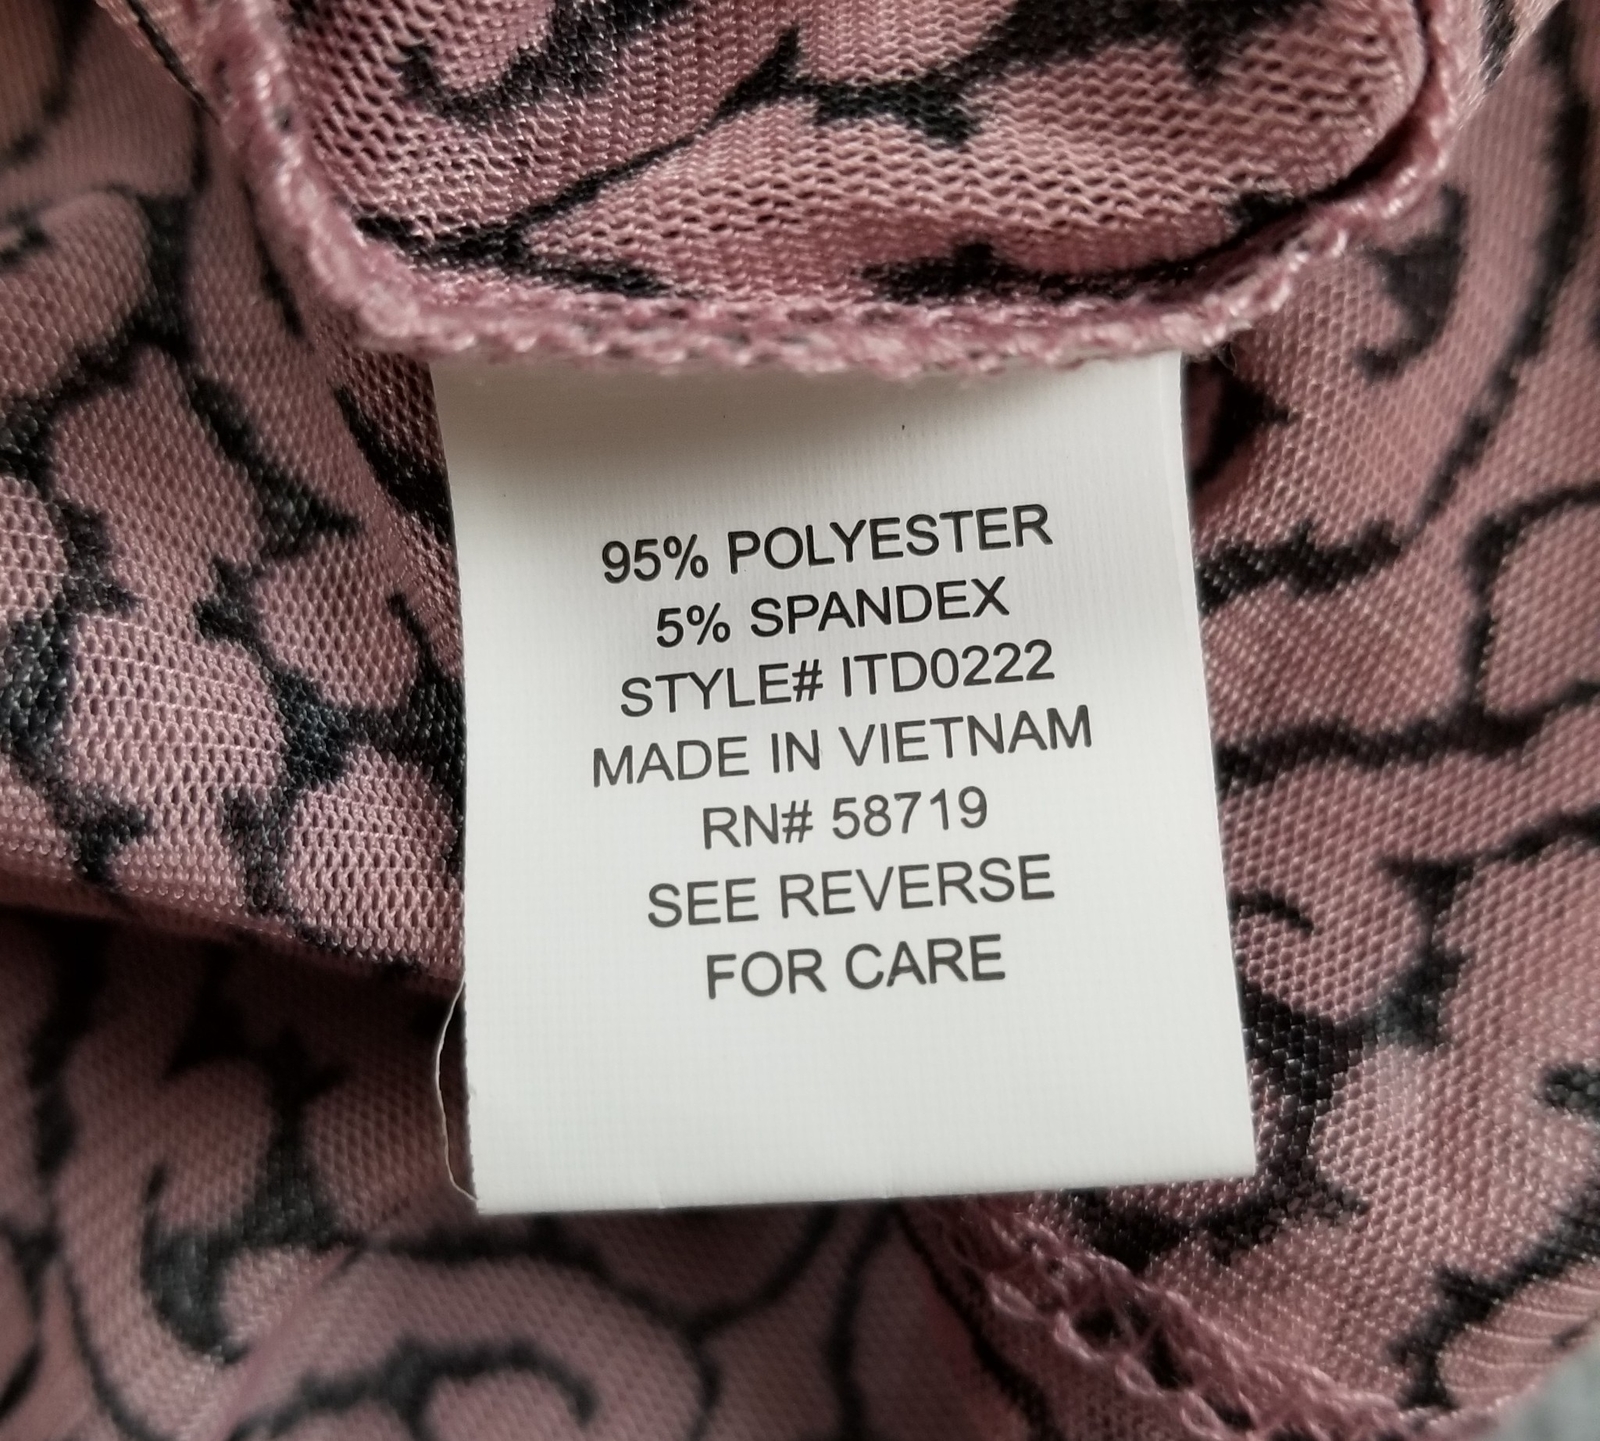 95% POLYESTER
5% SPANDEX
STYLE# ITD0222
MADE IN VIETNAM
RN# 58719
SEE REVERSE
FOR CARE